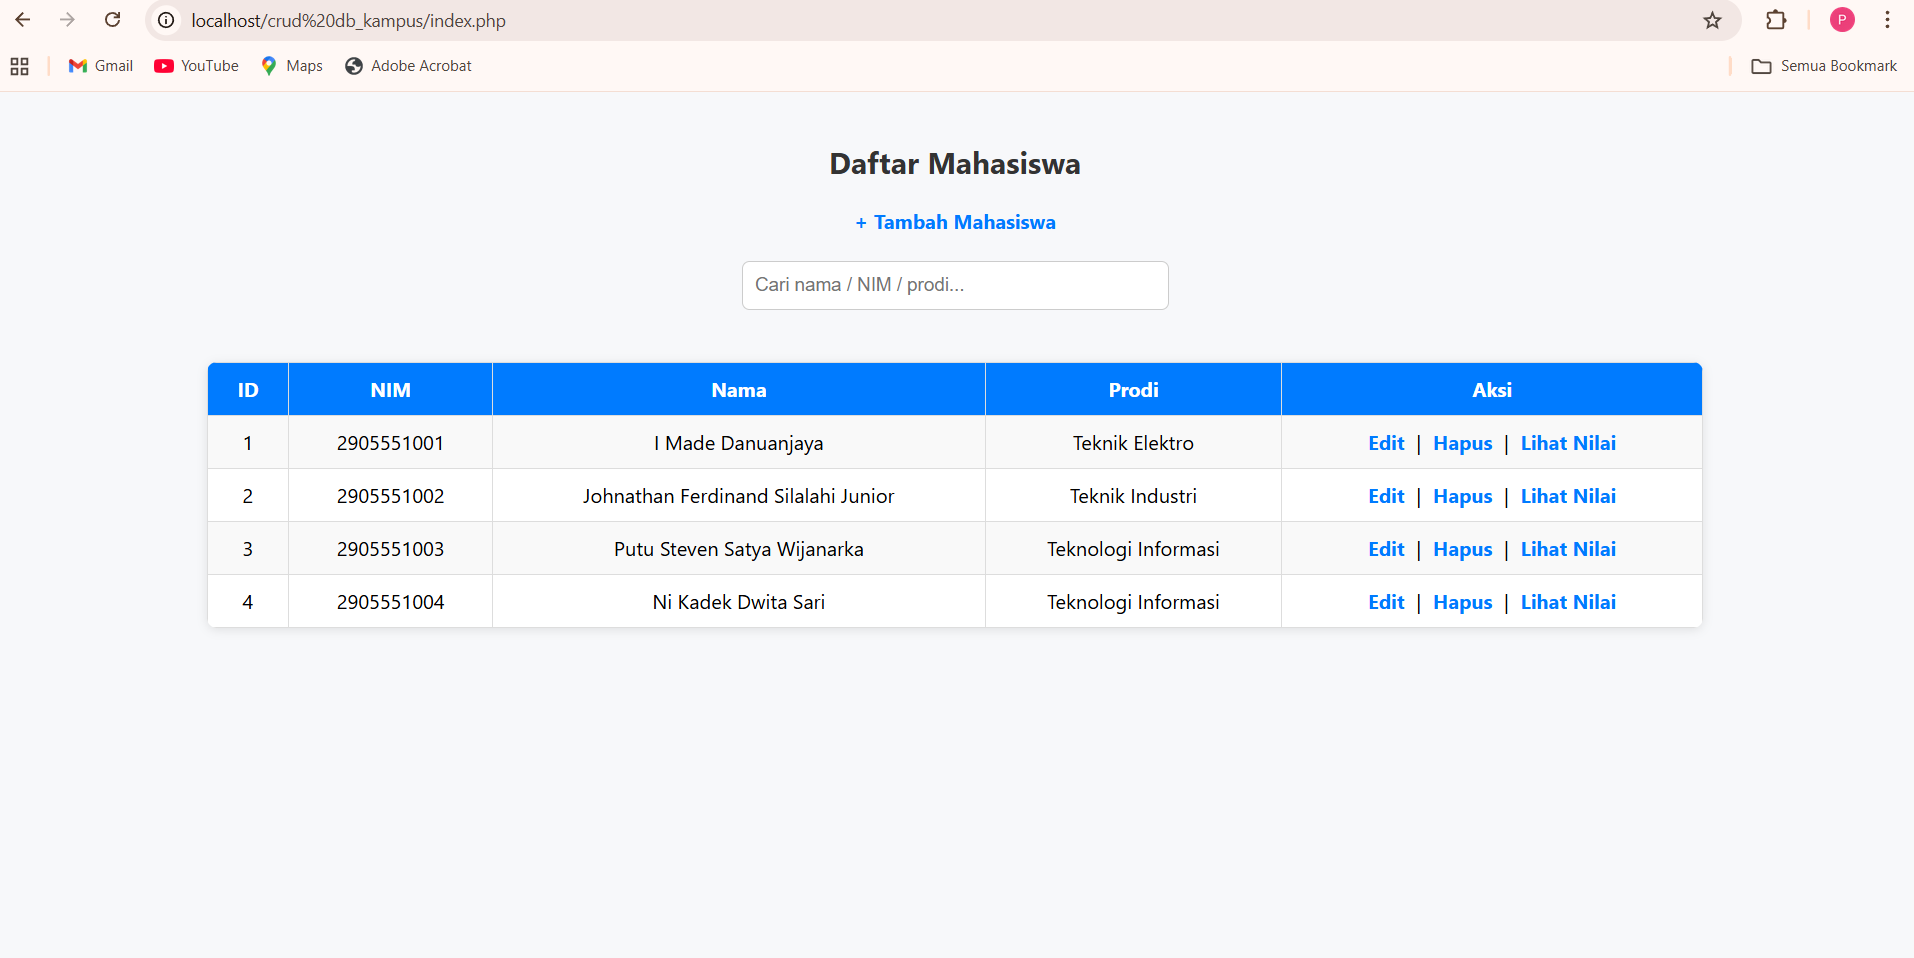 localhost/crud%20db_kampus/index.php
P
Gmail YouTube Maps Adobe Acrobat Semua Bookmark
Daftar Mahasiswa
+ Tambah Mahasiswa
Cari nama / NIM / prodi...
ID NIM Nama Prodi Aksi
1 2905551001 I Made Danuanjaya Teknik Elektro Edit | Hapus | Lihat Nilai
2 2905551002 Johnathan Ferdinand Silalahi Junior Teknik Industri Edit | Hapus | Lihat Nilai
3 2905551003 Putu Steven Satya Wijanarka Teknologi Informasi Edit | Hapus | Lihat Nilai
4 2905551004 Ni Kadek Dwita Sari Teknologi Informasi Edit | Hapus | Lihat Nilai